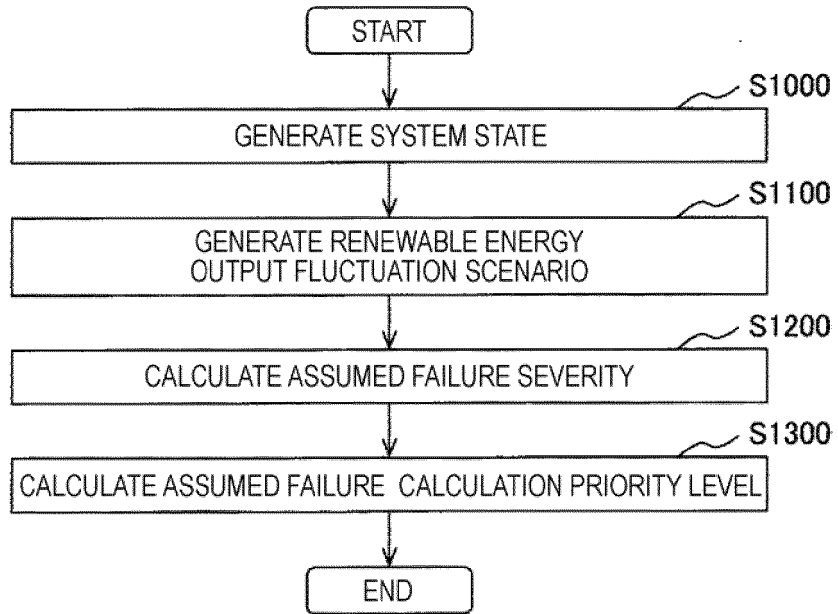 START
S1000
GENERATE SYSTEM STATE
S1100
GENERATE RENEWABLE ENERGY
OUTPUT FLUCTUATION SCENARIO
S1200
CALCULATE ASSUMED FAILURE SEVERITY
S1300
CALCULATE ASSUMED FAILURE CALCULATION PRIORITY LEVEL
END